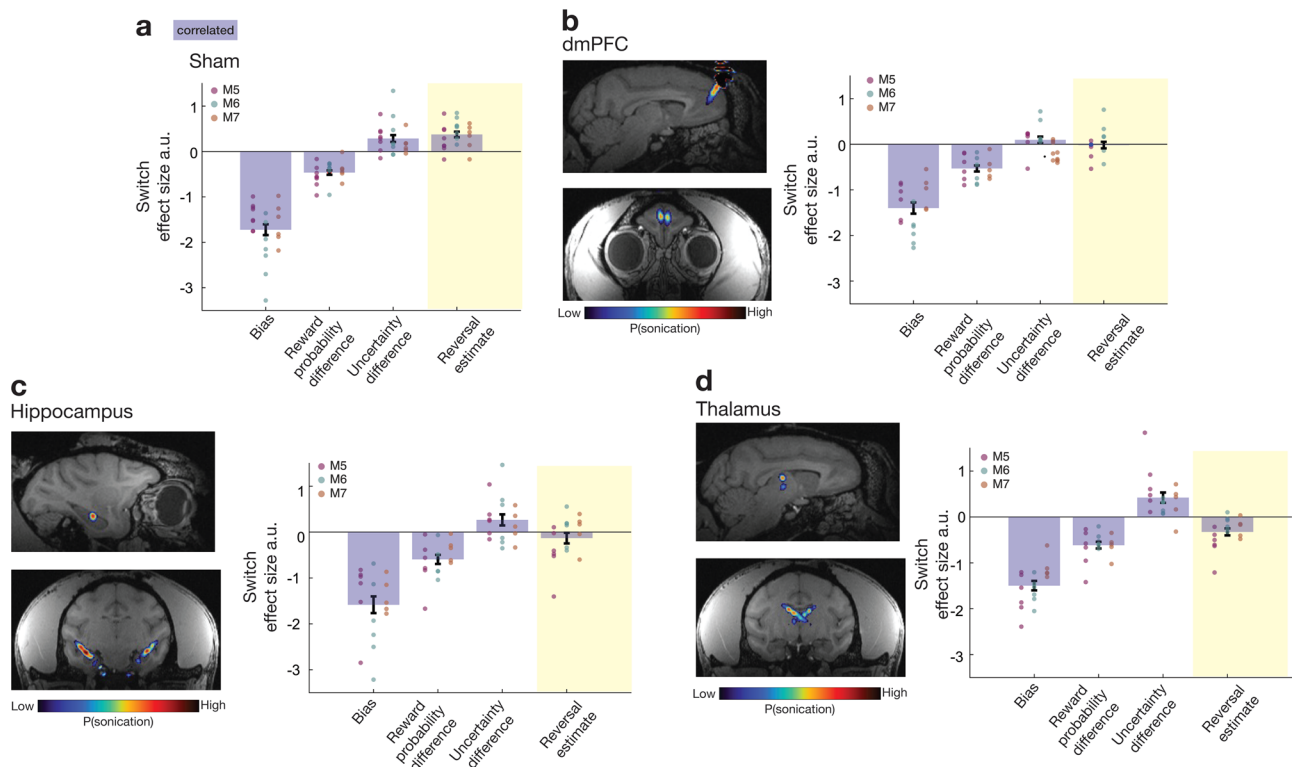 a
correlated
Sham
Switch
effect size a.u.
M5
M6
M7
1
0
-1
-2
-3
Bias
Reward
probability
difference
Uncertainty
difference
Reversal
estimate
b
dmPFC
Low
High
P(sonication)
Switch
effect size a.u.
M5
M6
M7
1
0
-1
-2
-3
Bias
Reward
probability
difference
Uncertainty
difference
Reversal
estimate
c
Hippocampus
Low
High
P(sonication)
Switch
effect size a.u.
M5
M6
M7
1
0
-1
-2
-3
Bias
Reward
probability
difference
Uncertainty
difference
Reversal
estimate
d
Thalamus
Low
High
P(sonication)
Switch
effect size a.u.
M5
M6
M7
1
0
-1
-2
-3
Bias
Reward
probability
difference
Uncertainty
difference
Reversal
estimate